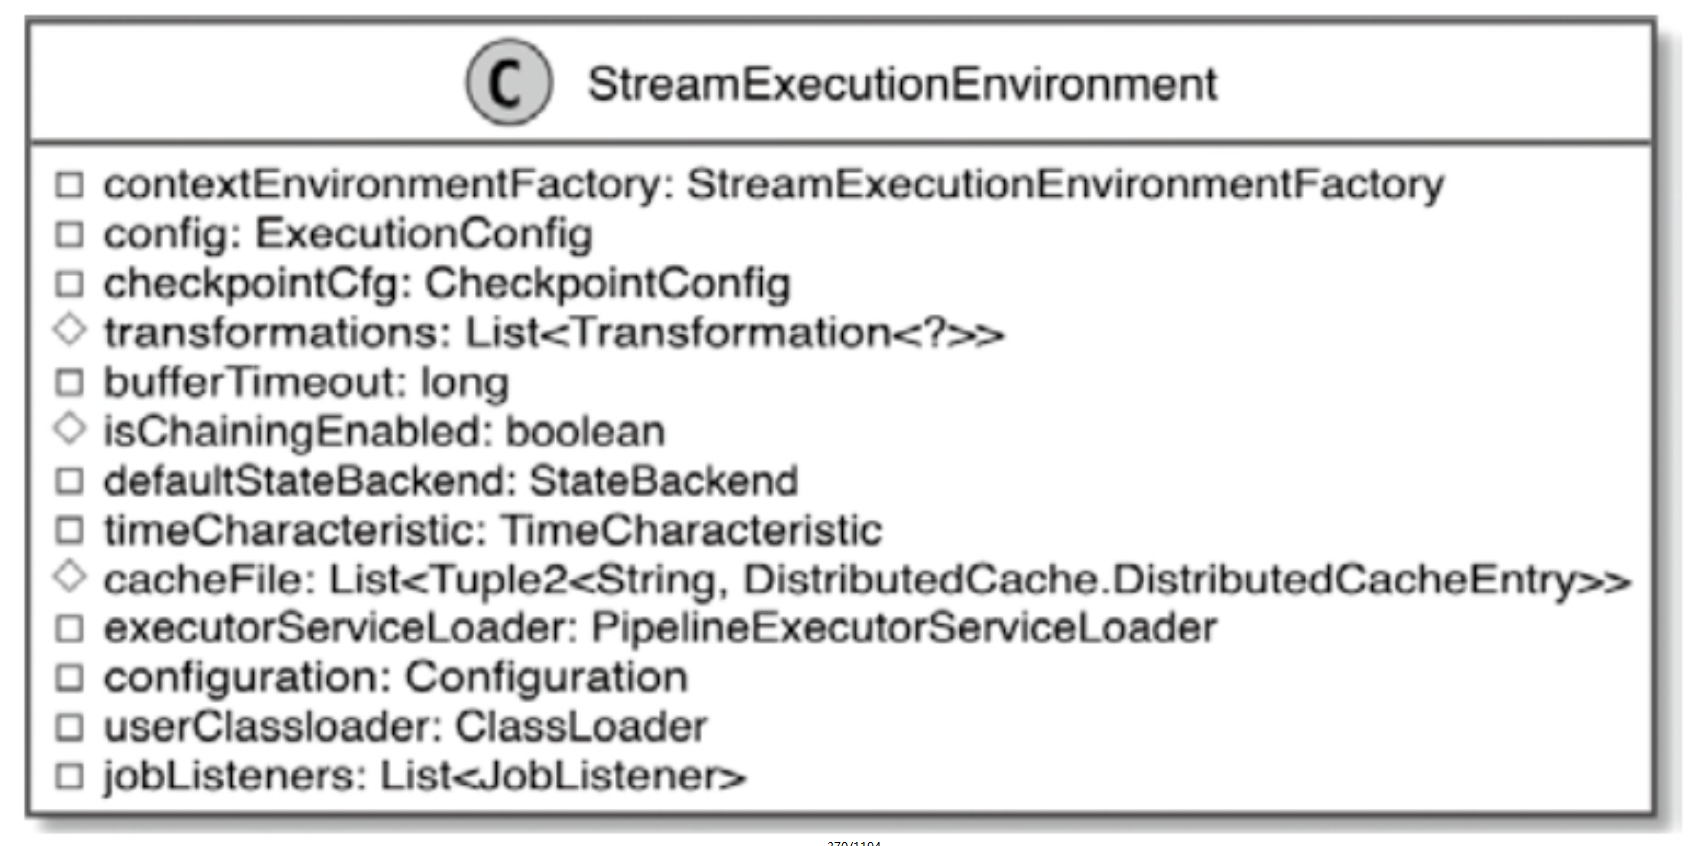 C StreamExecutionEnvironment
contextEnvironmentFactory: StreamExecutionEnvironmentFactory
config: ExecutionConfig
checkpointCfg: CheckpointConfig
transformations: List<Transformation<?>>
bufferTimeout: long
isChainingEnabled: boolean
defaultStateBackend: StateBackend
timeCharacteristic: TimeCharacteristic
cacheFile: List<Tuple2<String, DistributedCache.DistributedCacheEntry>>
executorServiceLoader: PipelineExecutorServiceLoader
configuration: Configuration
userClassloader: ClassLoader
jobListeners: List<JobListener>